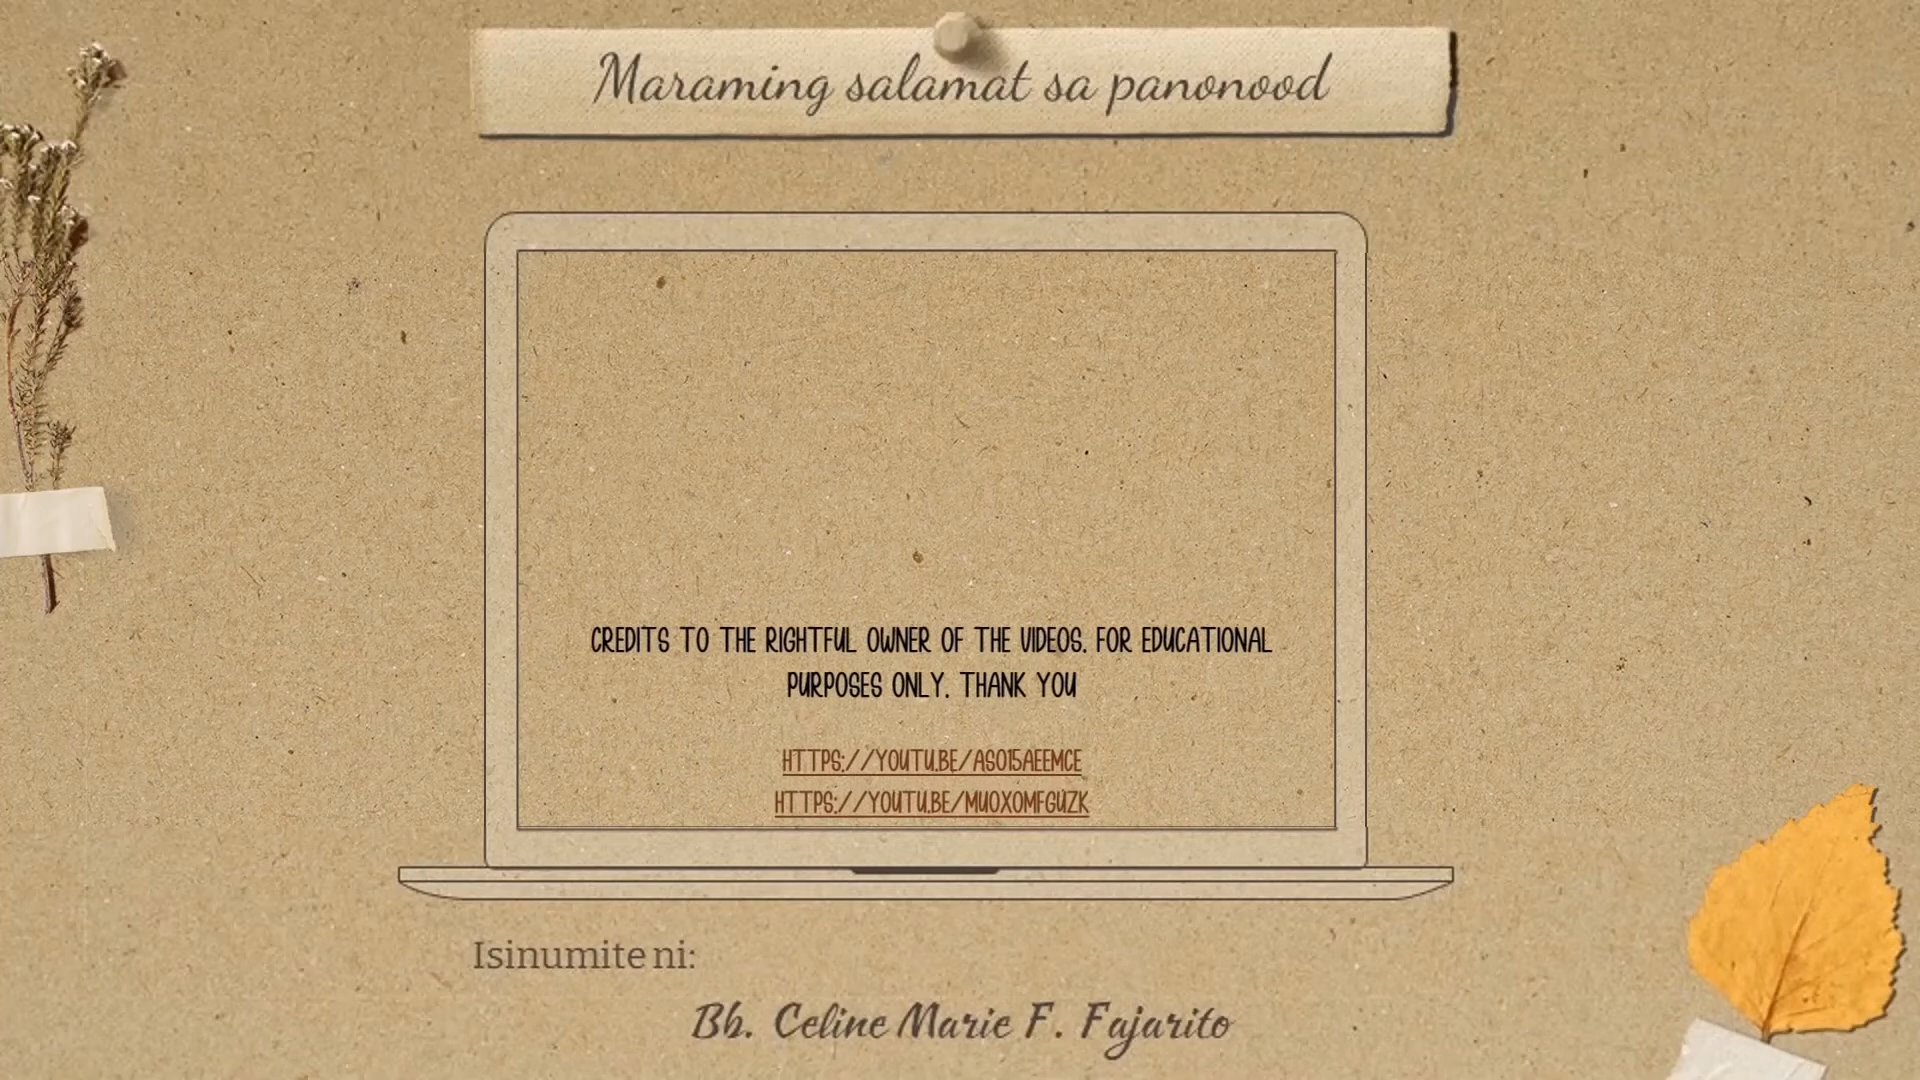 Maraming salamat sa panonood
CREDITS TO THE RIGHTFUL OWNER OF THE VIDEOS. FOR EDUCATIONAL
PURPOSES ONLY. THANK YOU
HTTPS://YOUTU.BE/ASO15AEEMCE
HTTPS://YOUTU.BE/MUOXOMFGUZK
Isinumite ni:
Bb. Celine Marie F. Fajarito